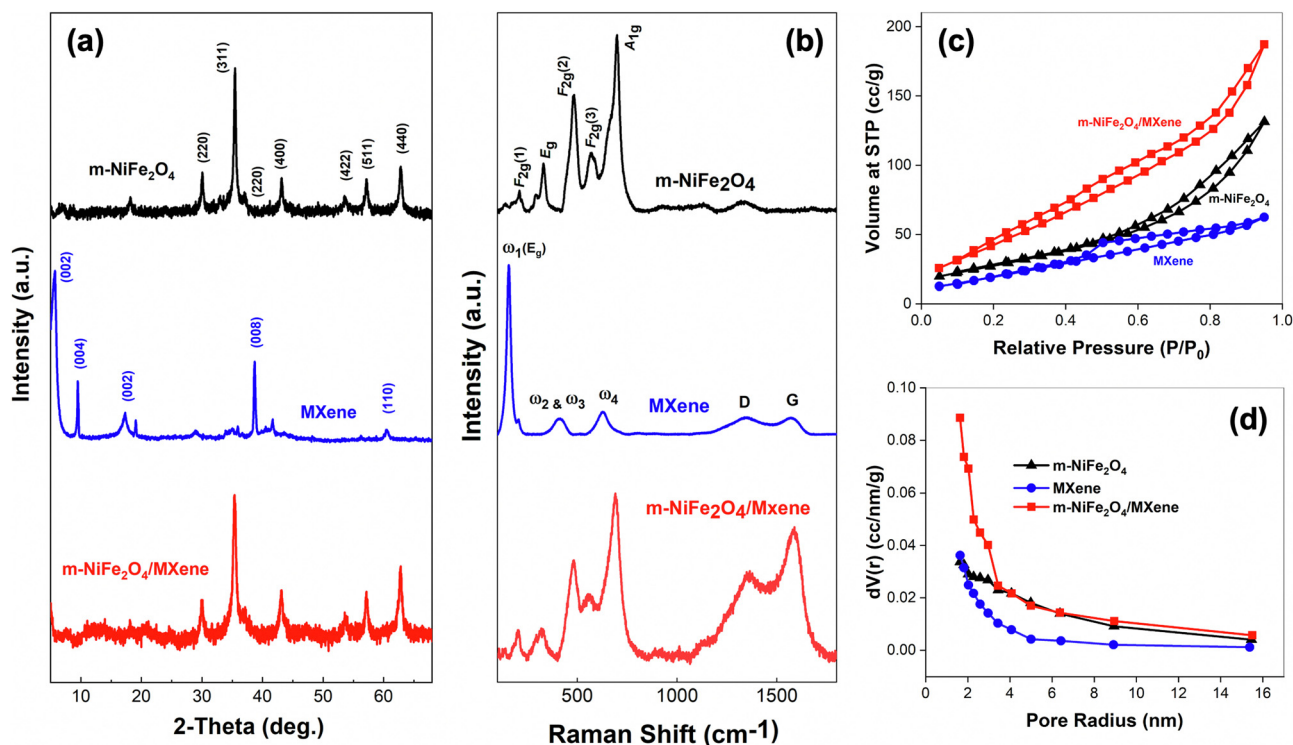 (a)
m-NiFe2O4
(220)
(311)
(220)
(400)
(422)
(511)
(440)
(002)
(004)
(002)
(008)
(110)
MXene
m-NiFe2O4/MXene
Intensity (a.u.)
10 20 30 40 50 60
2-Theta (deg.)
(b)
F2g(1)
Eg
F2g(2)
F2g(3)
A1g
m-NiFe2O4
ω1(Eg)
ω2 & ω3
ω4
MXene
D
G
m-NiFe2O4/Mxene
Intensity (a.u.)
500 1000 1500
Raman Shift (cm-1)
(c)
200
150
100
50
0
Volume at STP (cc/g)
m-NiFe2O4/MXene
m-NiFe2O4
MXene
0.0 0.2 0.4 0.6 0.8 1.0
Relative Pressure (P/P0)
(d)
0.10
0.08
0.06
0.04
0.02
0.00
dV(r) (cc/nm/g)
m-NiFe2O4
MXene
m-NiFe2O4/MXene
0 2 4 6 8 10 12 14 16
Pore Radius (nm)